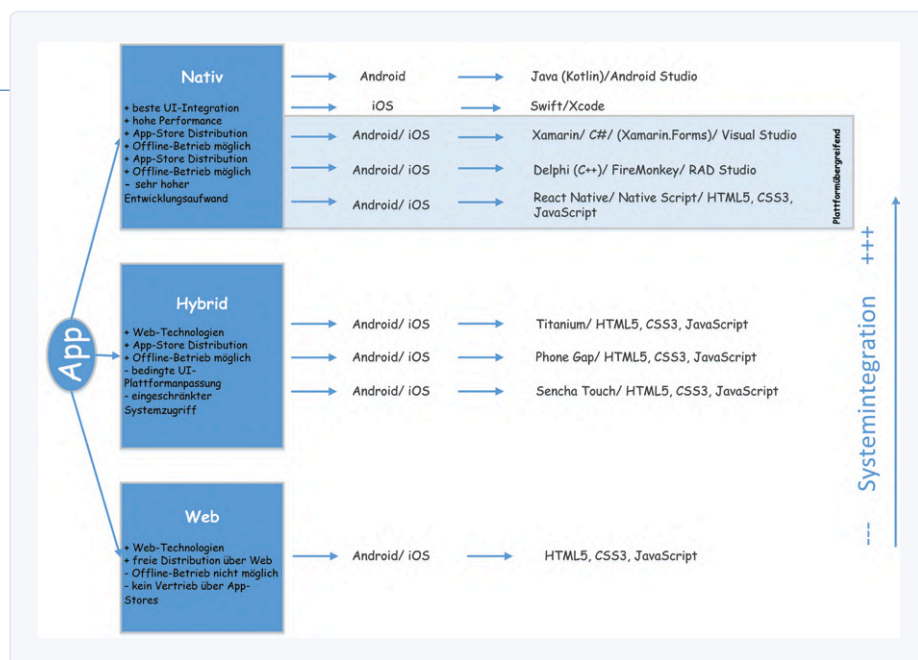 App
Nativ
+ beste UI-Integration
+ hohe Performance
+ App-Store Distribution
+ Offline-Betrieb möglich
+ App-Store Distribution
+ Offline-Betrieb möglich
- sehr hoher
Entwicklungsaufwand
Android
Java (Kotlin)/Android Studio
iOS
Swift/Xcode
Android/ iOS
Xamarin/ C#/ (Xamarin.Forms)/ Visual Studio
Android/ iOS
Delphi (C++)/ FireMonkey/ RAD Studio
Android/ iOS
React Native/ Native Script/ HTML5, CSS3,
JavaScript
Plattformübergreifend
Hybrid
+ Web-Technologien
+ App-Store Distribution
+ Offline-Betrieb möglich
- bedingte UI-
Plattformanpassung
- eingeschränkter
Systemzugriff
Android/ iOS
Titanium/ HTML5, CSS3, JavaScript
Android/ iOS
Phone Gap/ HTML5, CSS3, JavaScript
Android/ iOS
Sencha Touch/ HTML5, CSS3, JavaScript
Web
+ Web-Technologien
+ freie Distribution über Web
- Offline-Betrieb nicht möglich
- kein Vertrieb über App-
Stores
Android/ iOS
HTML5, CSS3, JavaScript
--- Systemintegration +++